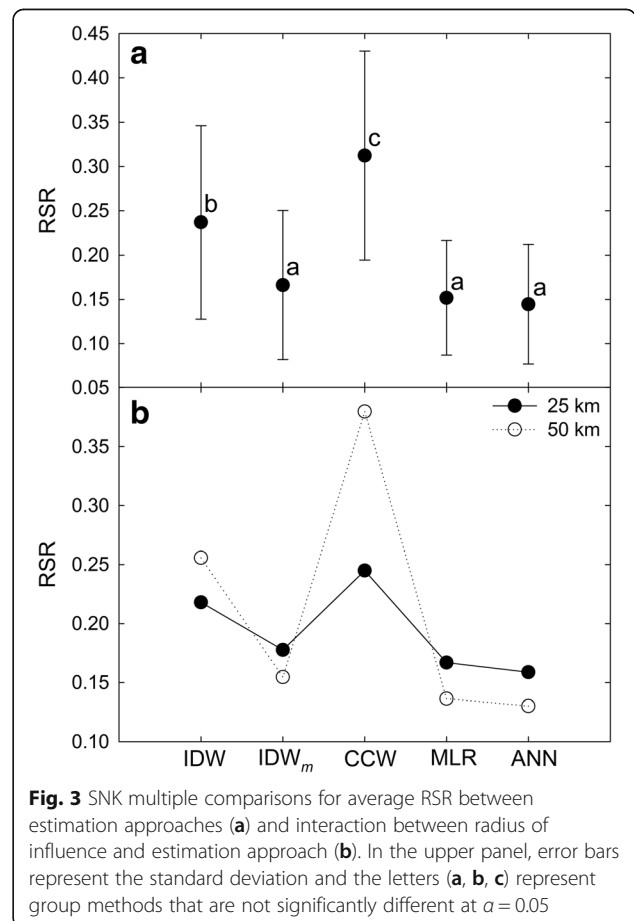 a
0.45
0.40
0.35
0.30
0.25
0.20
0.15
0.10
0.05
RSR
b
a
c
a
a
b
25 km
50 km
0.35
0.30
0.25
0.20
0.15
0.10
RSR
IDW IDWm CCW MLR ANN
Fig. 3 SNK multiple comparisons for average RSR between
estimation approaches (a) and interaction between radius of
influence and estimation approach (b). In the upper panel, error bars
represent the standard deviation and the letters (a, b, c) represent
group methods that are not significantly different at α = 0.05